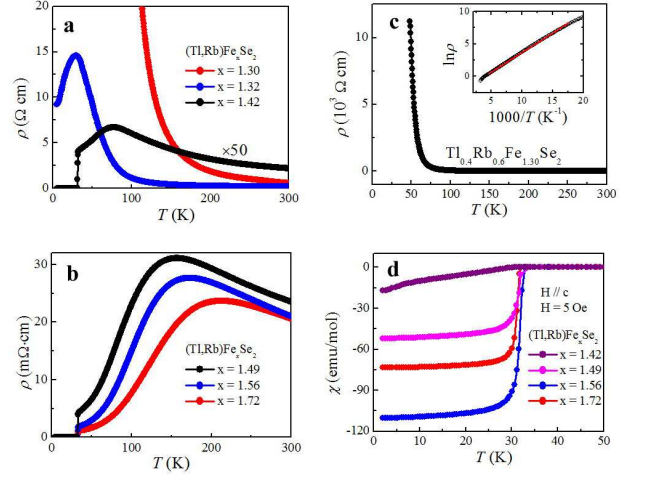 a
(Tl,Rb)FexSe2
x = 1.30
x = 1.32
x = 1.42
×50
ρ (Ω cm)
20
15
10
5
0
0 50 100 150 200 250 300
T (K)
c
lnρ
10
5
0
5 10 15 20
1000/T (K-1)
ρ (10³ Ω cm)
10
5
0
Tl0.4Rb0.6Fe1.30Se2
0 50 100 150 200 250 300
T (K)
b
(Tl,Rb)FexSe2
x = 1.49
x = 1.56
x = 1.72
ρ (mΩ·cm)
30
20
10
0
0 50 100 150 200 250 300
T (K)
d
H // c
H = 5 Oe
(Tl,Rb)FexSe2
x = 1.42
x = 1.49
x = 1.56
x = 1.72
χ (emu/mol)
0
-30
-60
-90
-120
0 10 20 30 40 50
T (K)